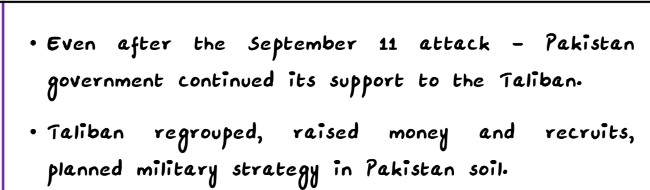 • Even after the September 11 attack – Pakistan
government continued its support to the Taliban.
• Taliban regrouped, raised money and recruits,
planned military strategy in Pakistan soil.